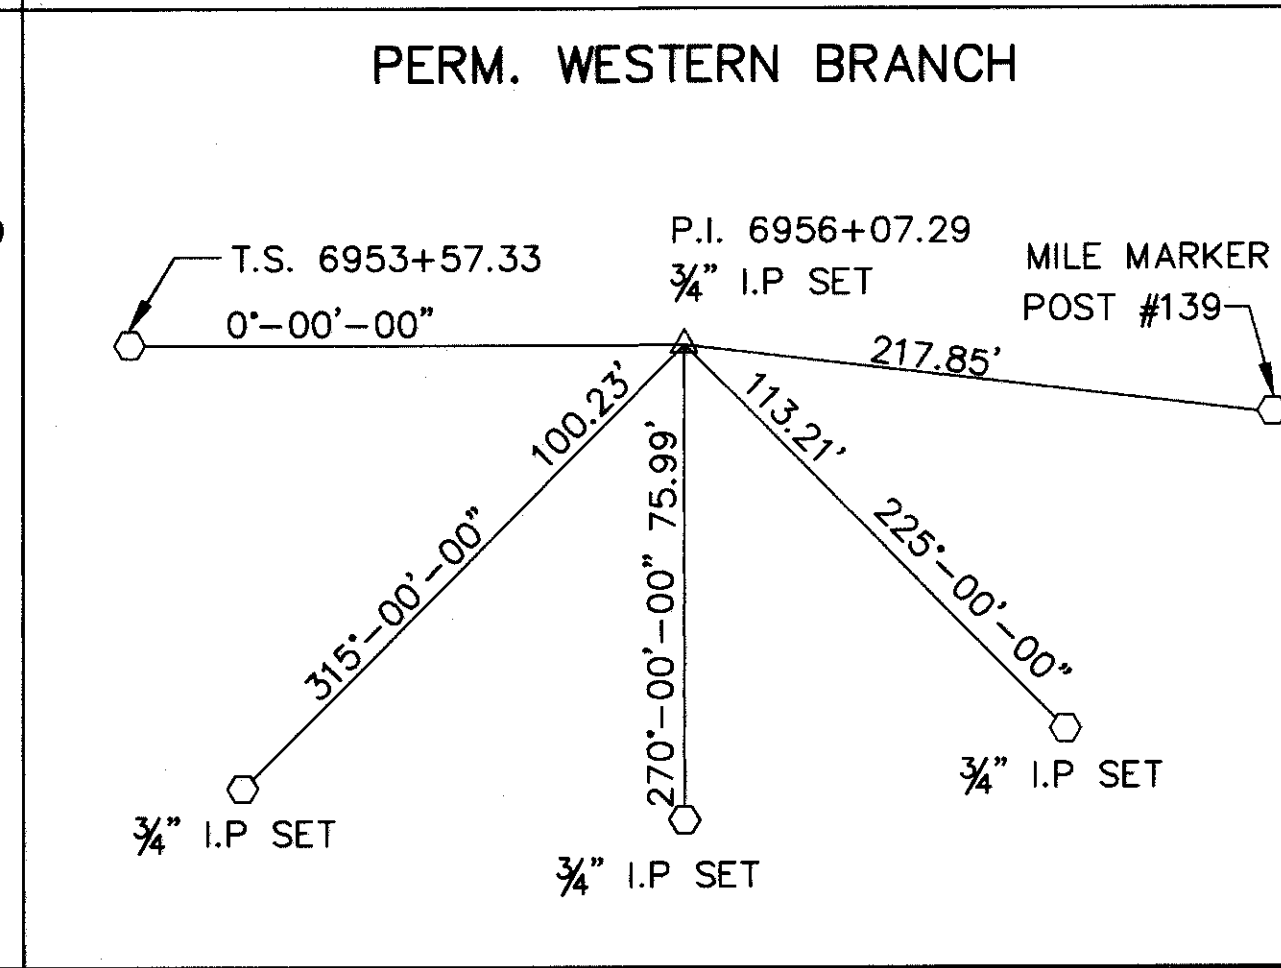 PERM. WESTERN BRANCH
P.I. 6956+07.29
¾" I.P SET
T.S. 6953+57.33
MILE MARKER
POST #139
0°-00'-00"
217.85'
100.23'
315°-00'-00"
75.99'
270°-00'-00"
113.21'
225°-00'-00"
¾" I.P SET
¾" I.P SET
¾" I.P SET